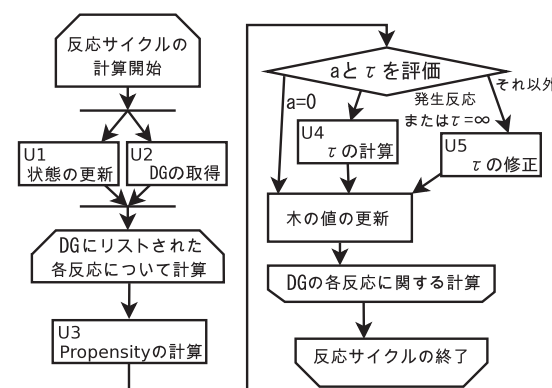 反応サイクルの
計算開始
U1
状態の更新
U2
DGの取得
DGにリストされた
各反応について計算
U3
Propensityの計算
aとτを評価
a=0
発生反応
またはτ=∞
それ以外
U4
τの計算
U5
τの修正
木の値の更新
DGの各反応に関する計算
反応サイクルの終了